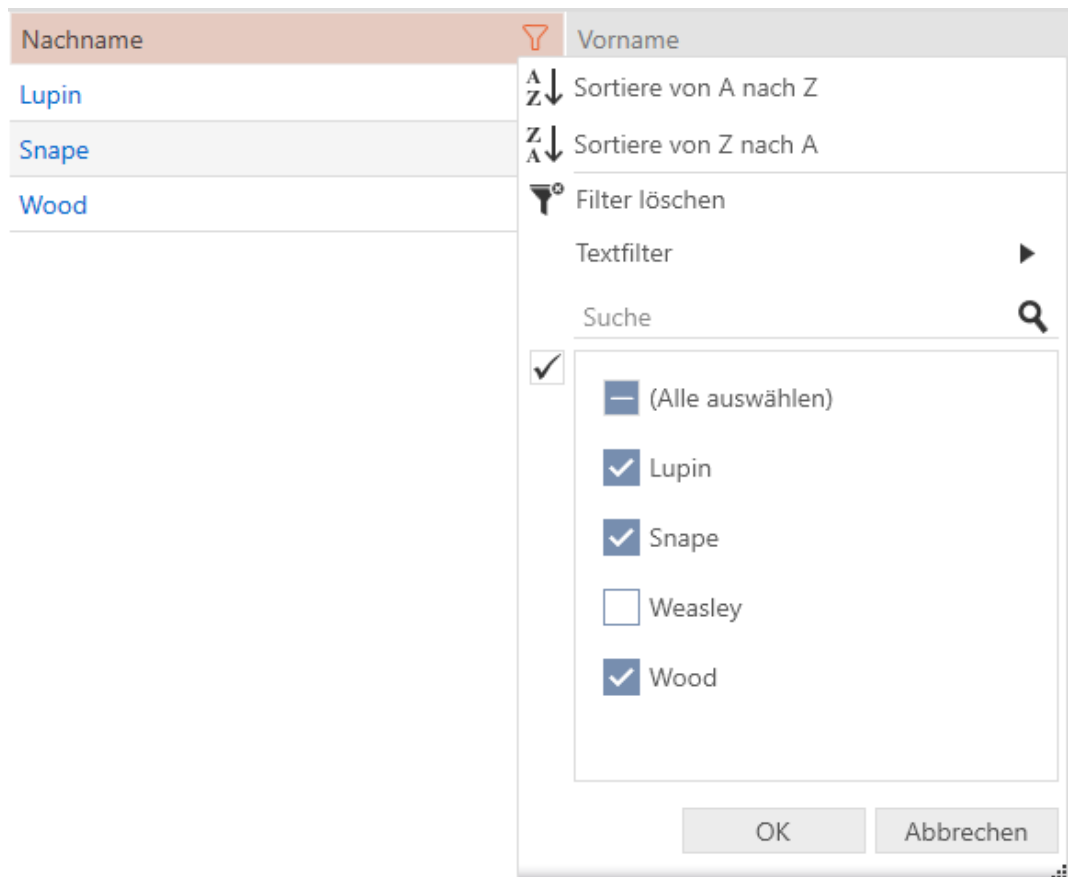 Nachname Vorname
Lupin
Snape
Wood
Sortiere von A nach Z
Sortiere von Z nach A
Filter löschen
Textfilter
Suche
(Alle auswählen)
Lupin
Snape
Weasley
Wood
OK Abbrechen